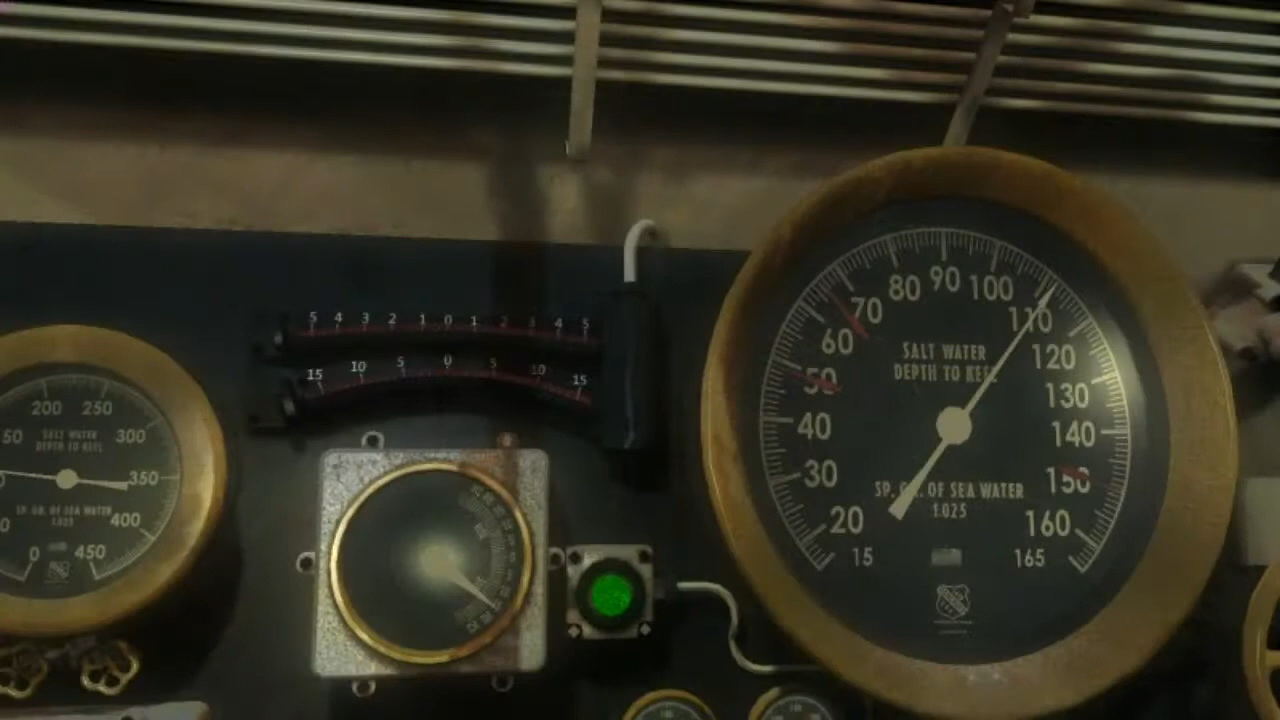 5 4 3 2 1 0 1 2 3 4 5
15 10 5 0 5 10 15
200 250
50 300
SALT WATER
DEPTH TO KEEL
350
SP. GR. OF SEA WATER
1.025
0 400
0 450
80 90 100
70 110
60 120
SALT WATER
DEPTH TO KEEL
50 130
40 140
30 150
SP. GR. OF SEA WATER
1.025
20 160
15 165